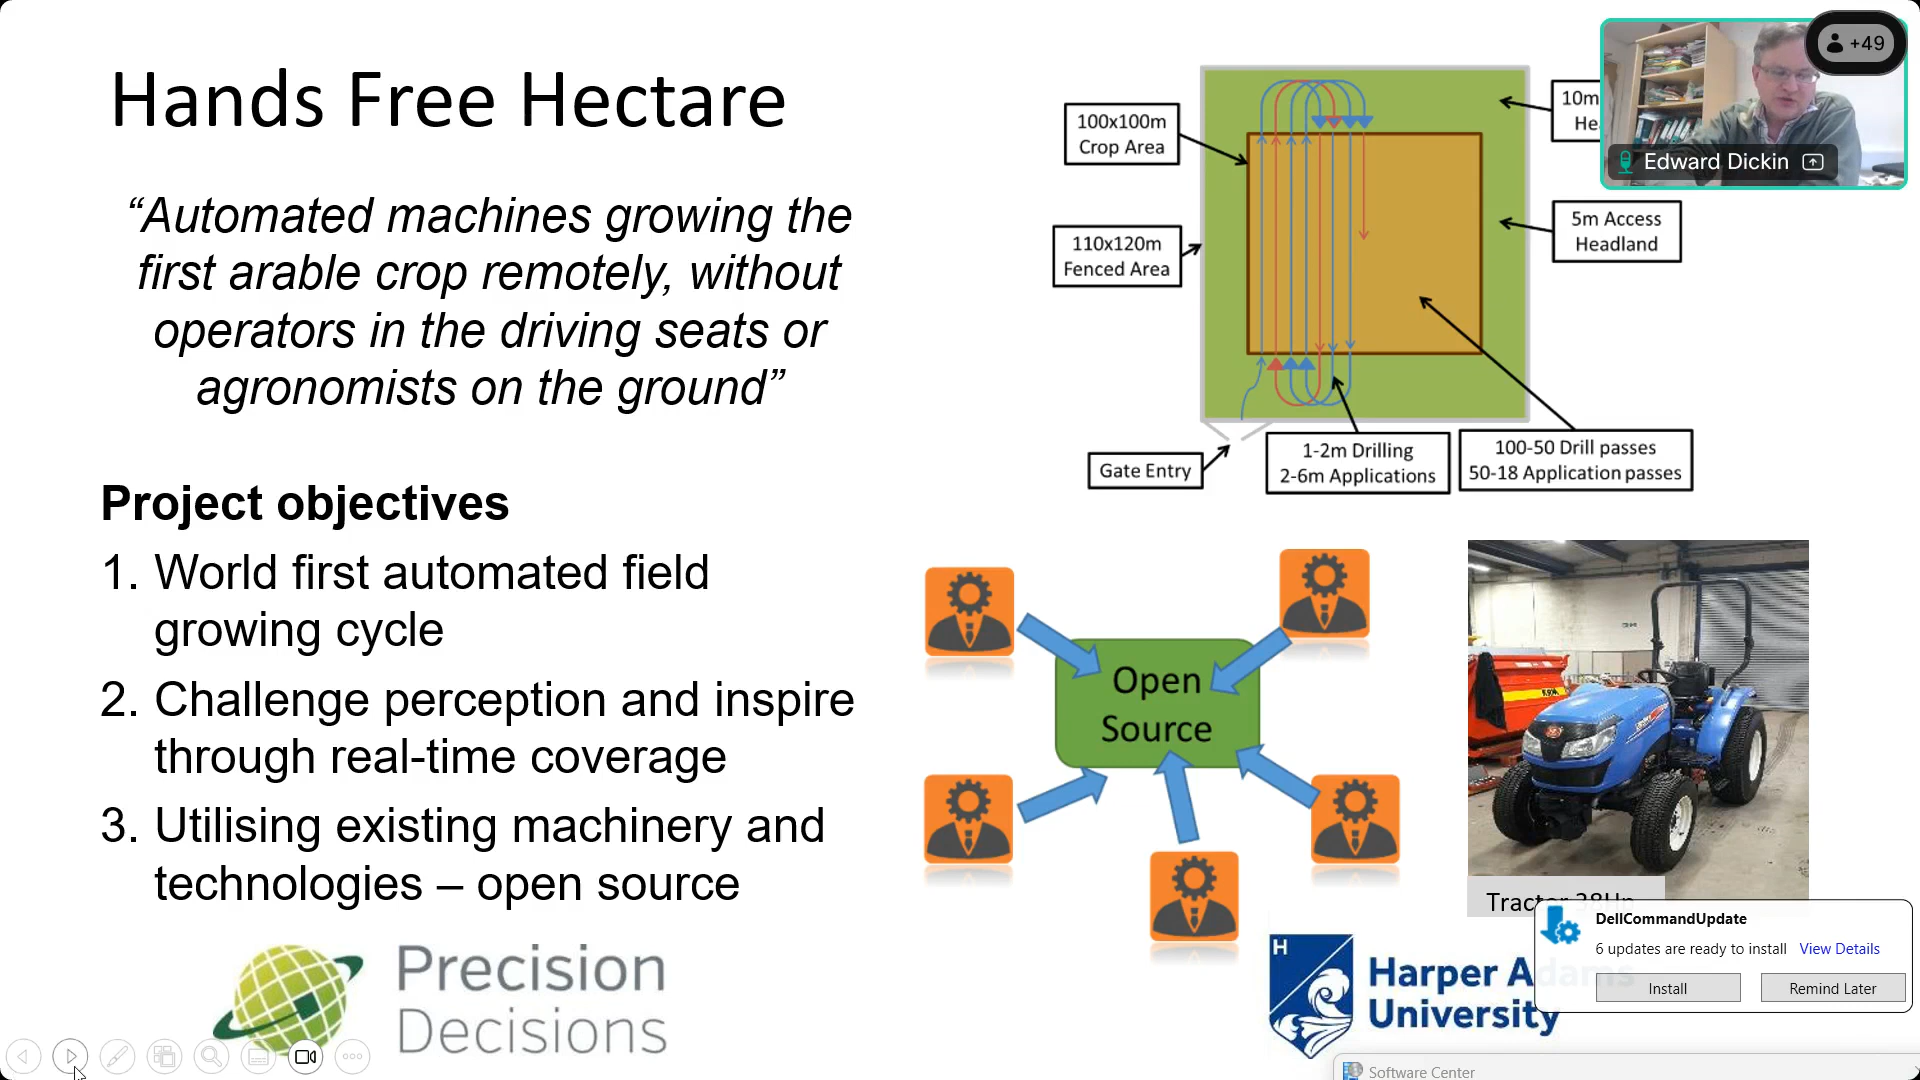 Hands Free Hectare
“Automated machines growing the
first arable crop remotely, without
operators in the driving seats or
agronomists on the ground”
Project objectives
1. World first automated field
growing cycle
2. Challenge perception and inspire
through real-time coverage
3. Utilising existing machinery and
technologies – open source
Precision
Decisions
100x100m
Crop Area
110x120m
Fenced Area
Gate Entry
10m
5m Access
Headland
1-2m Drilling
2-6m Applications
100-50 Drill passes
50-18 Application passes
+49
Edward Dickin
Open
Source
Tractor 38Hp
H
Harper Adams
University
DellCommandUpdate
6 updates are ready to install View Details
Install
Remind Later
Software Center